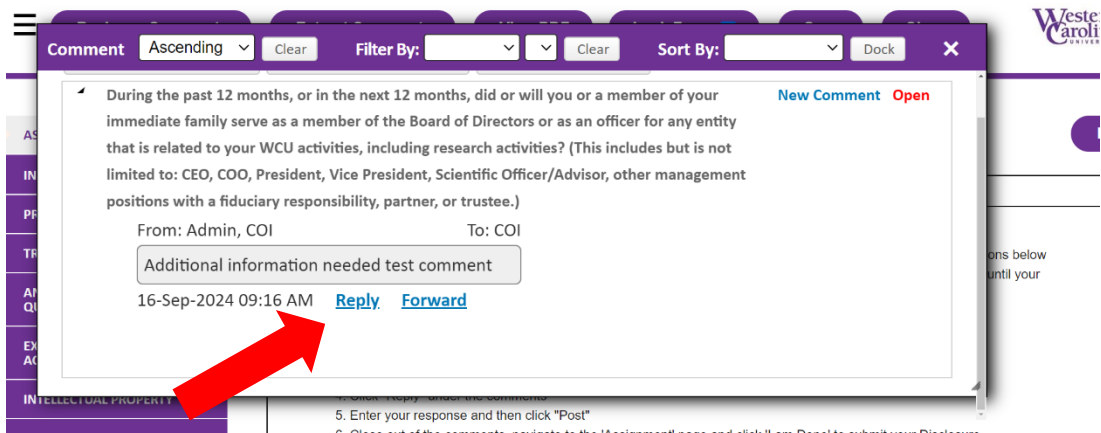 Comment Ascending Clear Filter By: Clear Sort By: Dock
During the past 12 months, or in the next 12 months, did or will you or a member of your New Comment Open
immediate family serve as a member of the Board of Directors or as an officer for any entity
that is related to your WCU activities, including research activities? (This includes but is not
limited to: CEO, COO, President, Vice President, Scientific Officer/Advisor, other management
positions with a fiduciary responsibility, partner, or trustee.)
From: Admin, COI To: COI
Additional information needed test comment
16-Sep-2024 09:16 AM Reply Forward
ons below
until your
INTELLECTUAL PROPERTY
5. Enter your response and then click "Post"